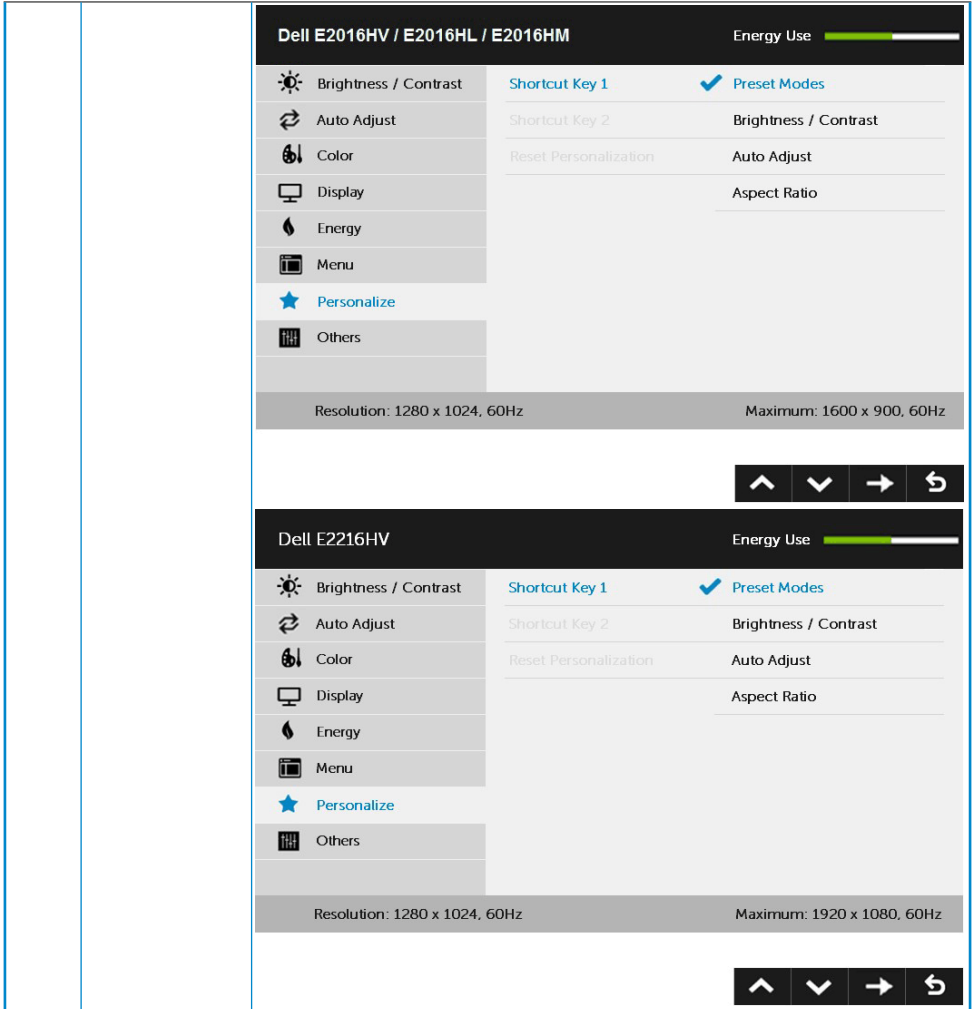 Dell E2016HV / E2016HL / E2016HM Energy Use
Brightness / Contrast Shortcut Key 1 Preset Modes
Auto Adjust Shortcut Key 2 Brightness / Contrast
Color Reset Personalization Auto Adjust
Display Aspect Ratio
Energy
Menu
Personalize
Others
Resolution: 1280 x 1024, 60Hz Maximum: 1600 x 900, 60Hz
Dell E2216HV Energy Use
Brightness / Contrast Shortcut Key 1 Preset Modes
Auto Adjust Shortcut Key 2 Brightness / Contrast
Color Reset Personalization Auto Adjust
Display Aspect Ratio
Energy
Menu
Personalize
Others
Resolution: 1280 x 1024, 60Hz Maximum: 1920 x 1080, 60Hz